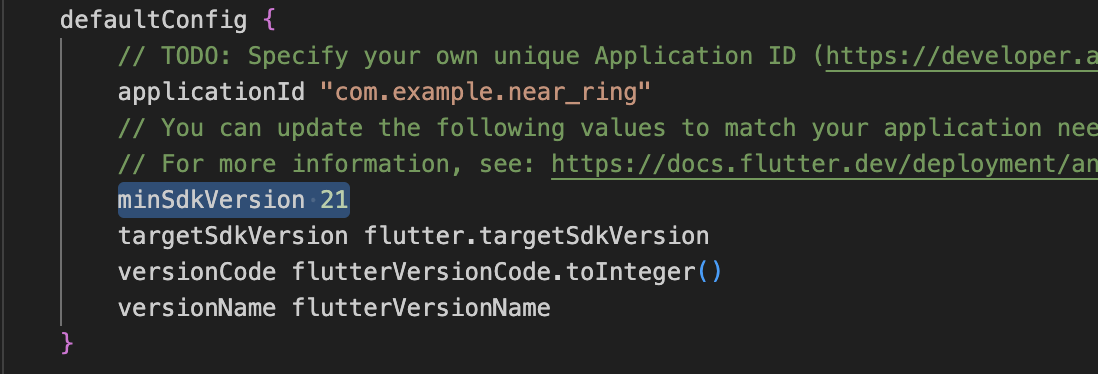 defaultConfig {
// TODO: Specify your own unique Application ID (https://developer.a
applicationId "com.example.near_ring"
// You can update the following values to match your application nee
// For more information, see: https://docs.flutter.dev/deployment/an
minSdkVersion 21
targetSdkVersion flutter.targetSdkVersion
versionCode flutterVersionCode.toInteger()
versionName flutterVersionName
}